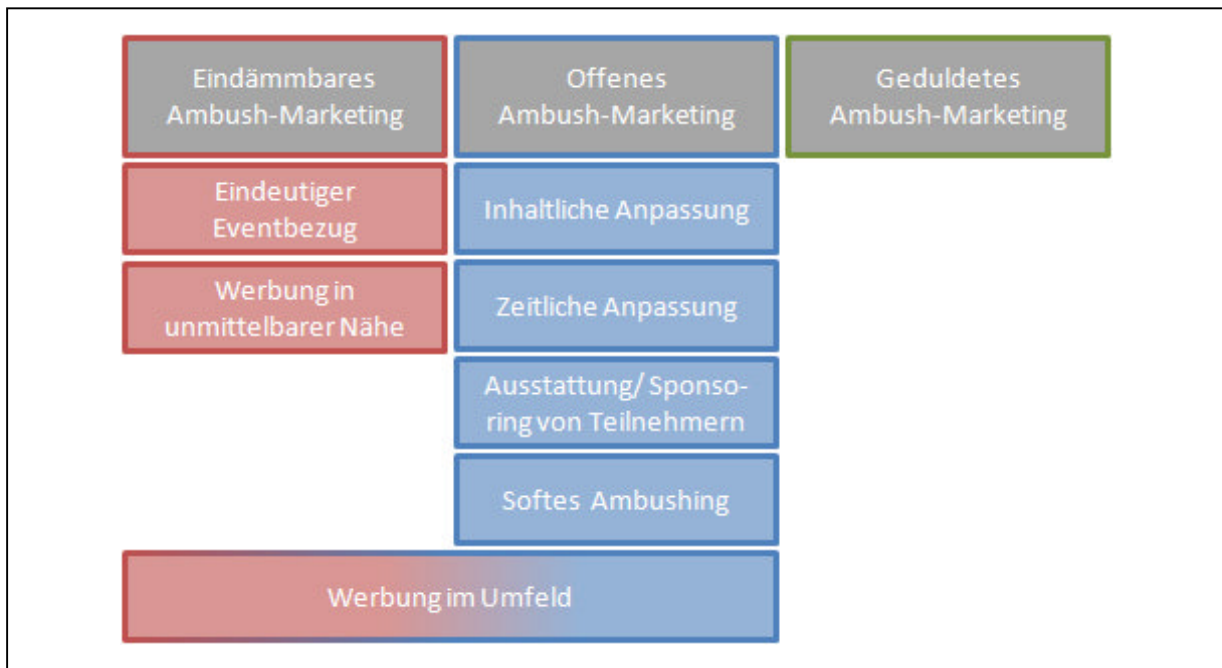 Eindämmbares
Ambush-Marketing
Offenes
Ambush-Marketing
Geduldetes
Ambush-Marketing
Eindeutiger
Eventbezug
Inhaltliche Anpassung
Werbung in
unmittelbarer Nähe
Zeitliche Anpassung
Ausstattung/ Sponso-
ring von Teilnehmern
Softes Ambushing
Werbung im Umfeld